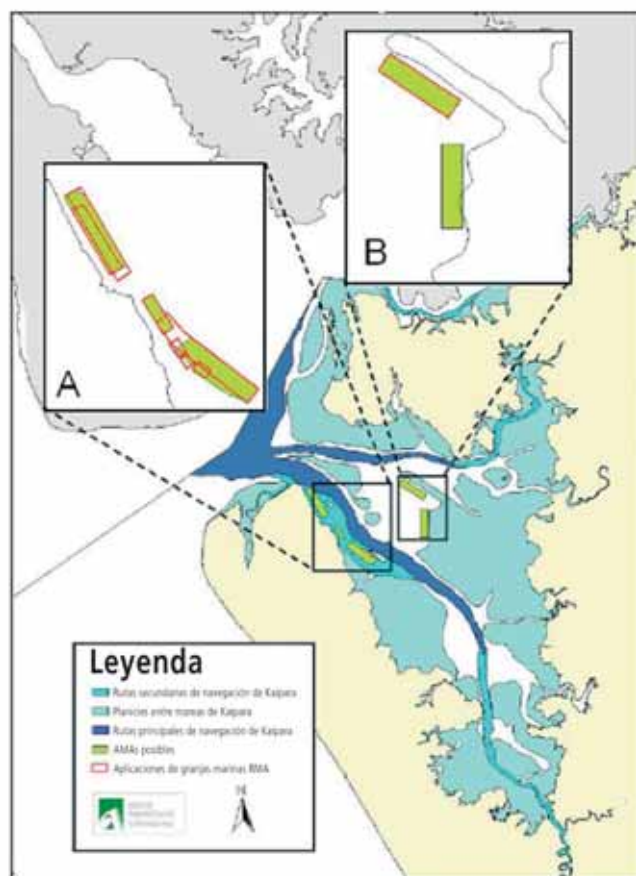 A
B
Leyenda
Rutas secundarias de navegación de Kaipara
Planicies entre mareas de Kaipara
Rutas principales de navegación de Kaipara
AMAs posibles
Aplicaciones de granjas marinas RMA
N